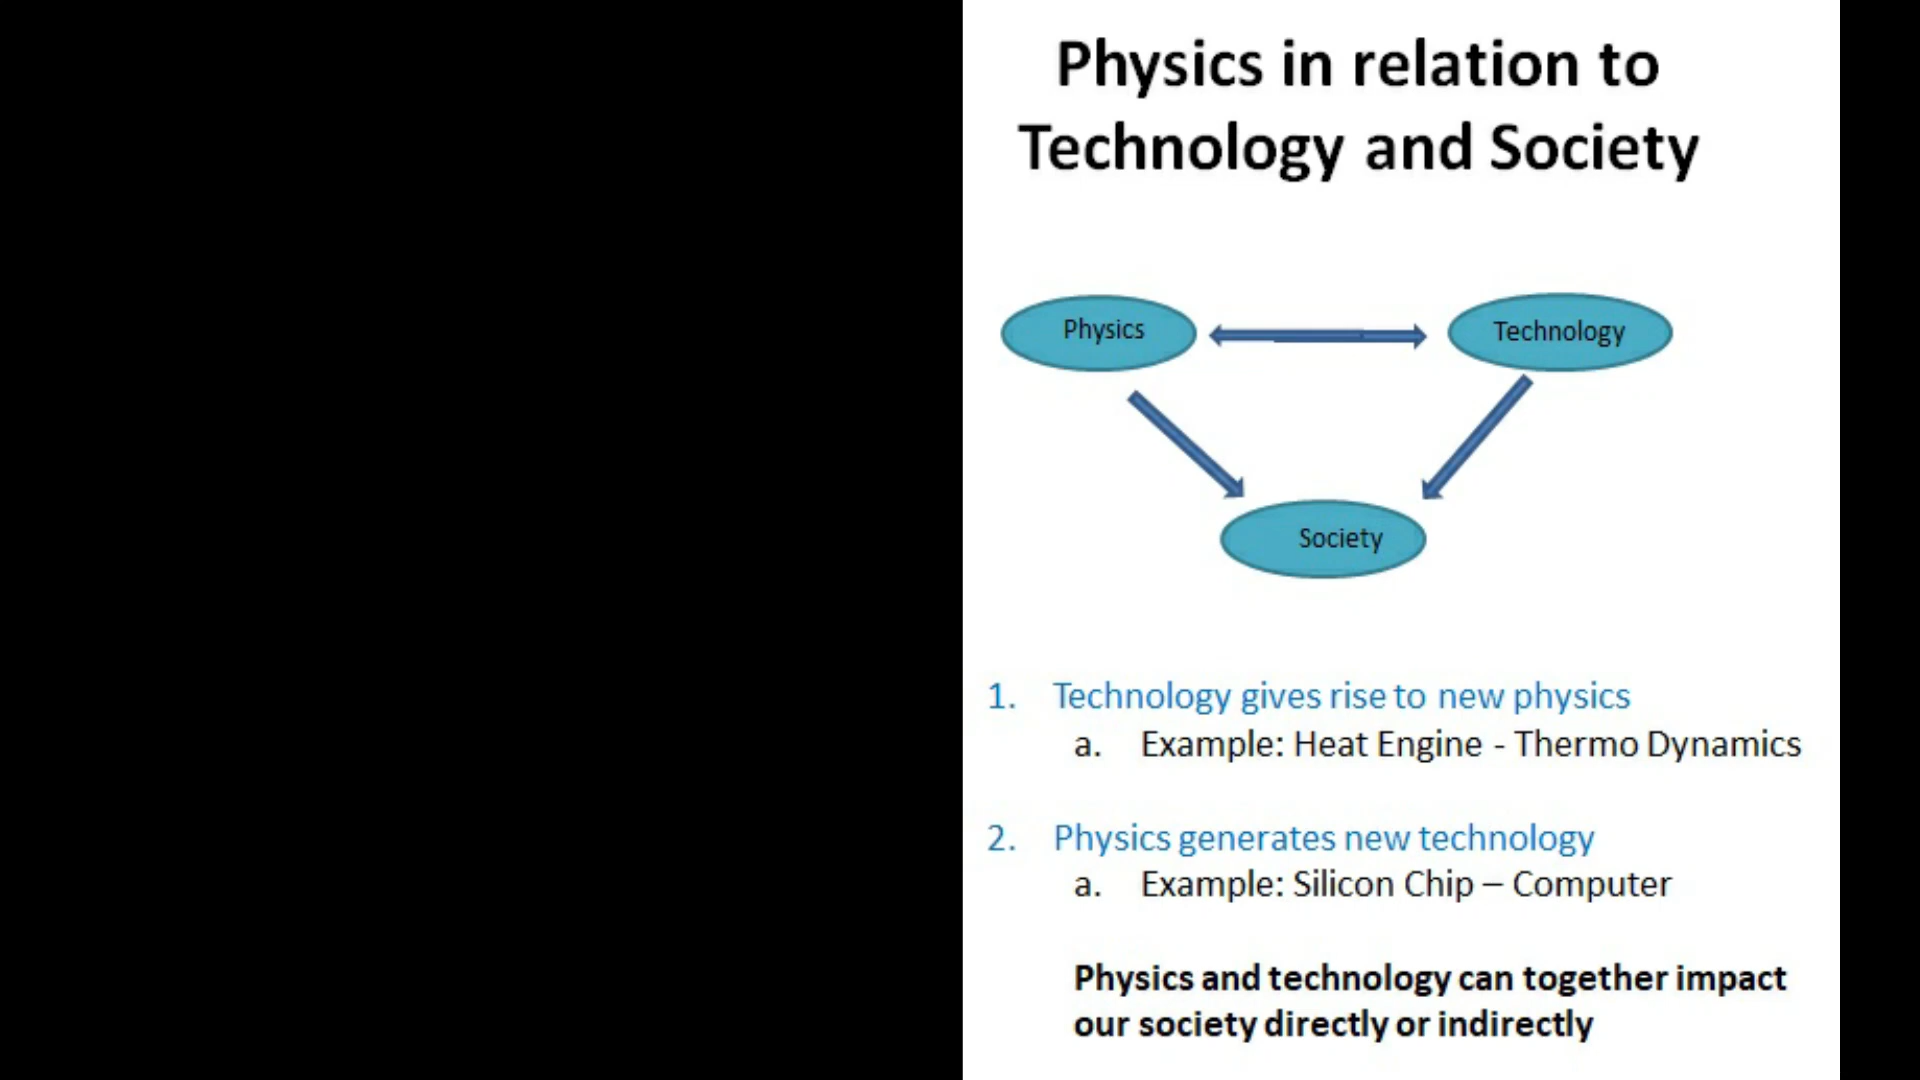 Physics in relation to
Technology and Society
Physics
Technology
Society
1. Technology gives rise to new physics
a. Example: Heat Engine - Thermo Dynamics
2. Physics generates new technology
a. Example: Silicon Chip – Computer
Physics and technology can together impact
our society directly or indirectly